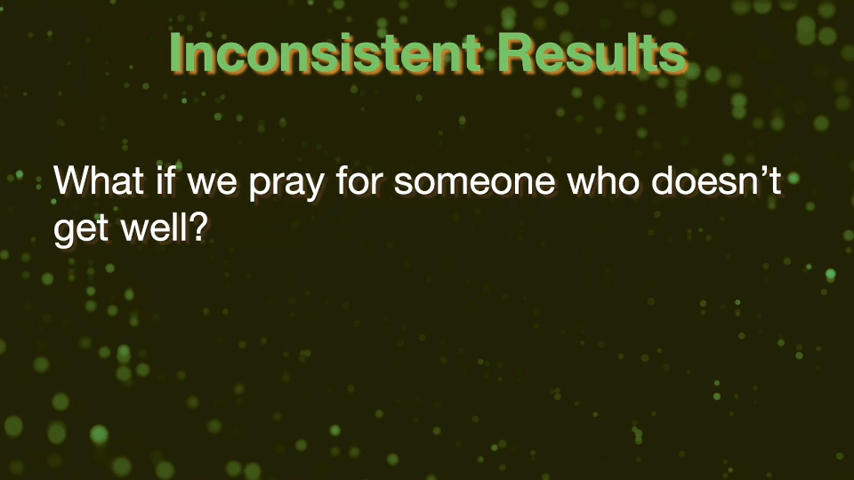 Inconsistent Results
What if we pray for someone who doesn’t
get well?